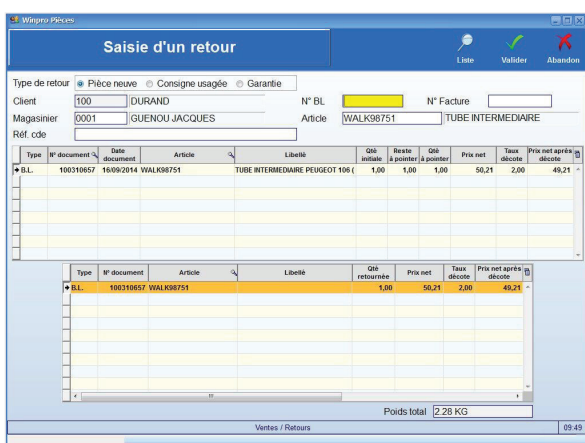 Winpro Pièces
Saisie d'un retour
Liste Valider Abandon
Type de retour Pièce neuve Consigne usagée Garantie
Client 100 DURAND N° BL N° Facture
Magasinier 0001 GUENOU JACQUES Article WALK98751 TUBE INTERMEDIAIRE
Réf. cde
Type N° document Date document Article Libellé Qté initiale Reste à pointer Qté à pointer Prix net Taux décote Prix net après décote
B.L. 100310657 16/09/2014 WALK98751 TUBE INTERMEDIAIRE PEUGEOT 106 ( 1,00 1,00 1,00 50,21 2,00 49,21
Type N° document Article Libellé Qté retournée Prix net Taux décote Prix net après décote
B.L. 100310657 WALK98751 1,00 50,21 2,00 49,21
Poids total 2.28 KG
Ventes / Retours 09:49